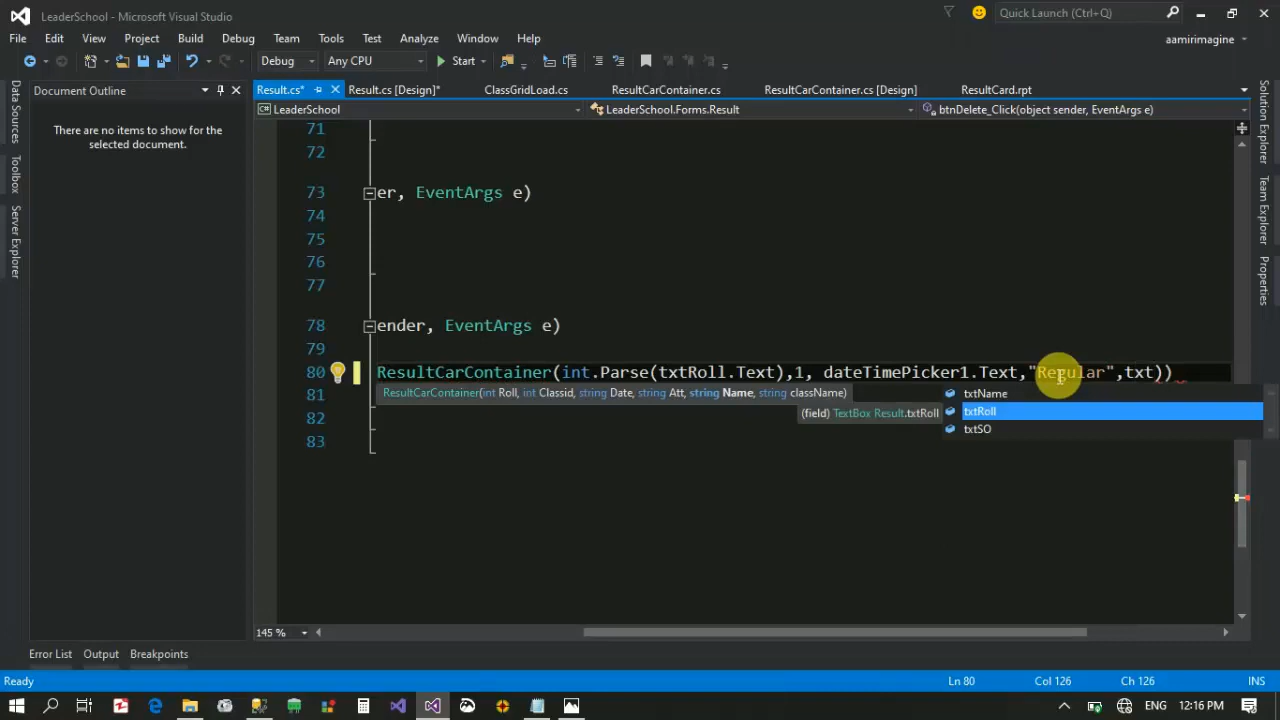 LeaderSchool - Microsoft Visual Studio
Quick Launch (Ctrl+Q)
File Edit View Project Build Debug Team Tools Test Analyze Window Help
aamirimagine
Debug Any CPU Start
Document Outline
Result.cs* Result.cs [Design]* ClassGridLoad.cs ResultCarContainer.cs ResultCarContainer.cs [Design] ResultCard.rpt
LeaderSchool LeaderSchool.Forms.Result btnDelete_Click(object sender, EventArgs e)
There are no items to show for the
selected document.
Data Sources
Toolbox
Server Explorer
Solution Explorer
Team Explorer
Properties
71
72
73 er, EventArgs e)
74
75
76
77
78 ender, EventArgs e)
79
80 ResultCarContainer(int.Parse(txtRoll.Text),1, dateTimePicker1.Text,"Regular",txt))
81 ResultCarContainer(int Roll, int Classid, string Date, string Att, string Name, string className)
txtName
(field) TextBox Result.txtRoll
txtRoll
82 txtSO
83
145 %
Error List Output Breakpoints
Ready Ln 80 Col 126 Ch 126 INS
ENG 12:16 PM